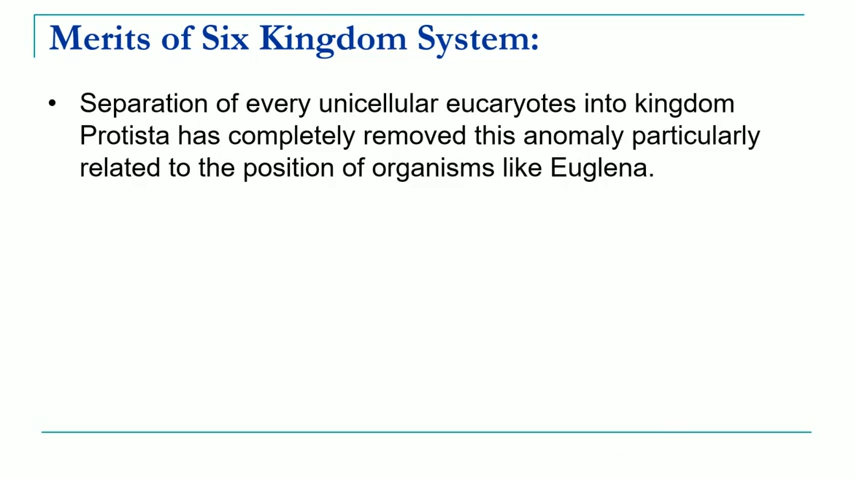 Merits of Six Kingdom System:
• Separation of every unicellular eucaryotes into kingdom
Protista has completely removed this anomaly particularly
related to the position of organisms like Euglena.